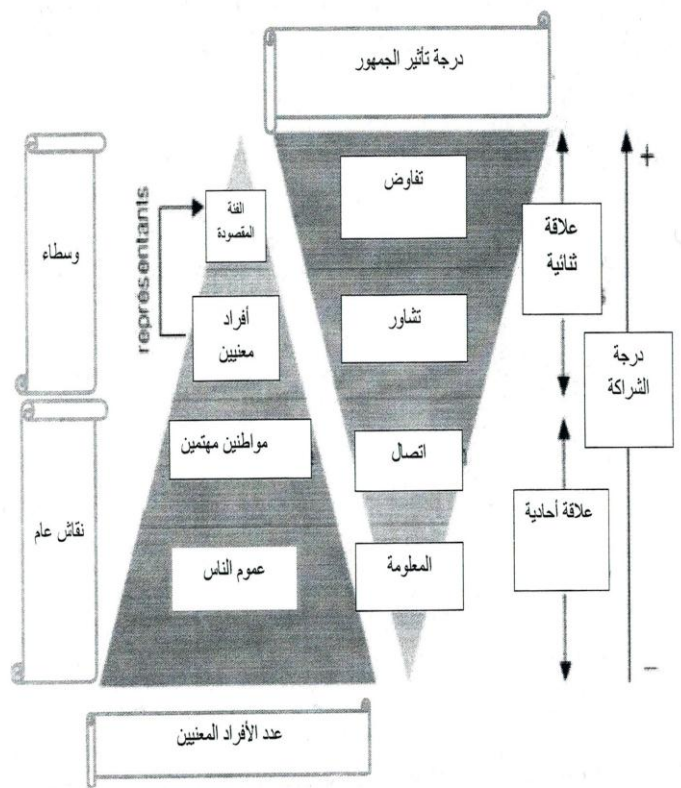 درجة تأثير الجمهور
وسطاء
représentants
الفئة
المقصودة
تفاوض
علاقة
ثنائية
+
أفراد
معنيين
تشاور
درجة
الشراكة
نقاش عام
مواطنين مهتمين
اتصال
علاقة أحادية
عموم الناس
المعلومة
−
عدد الأفراد المعنيين